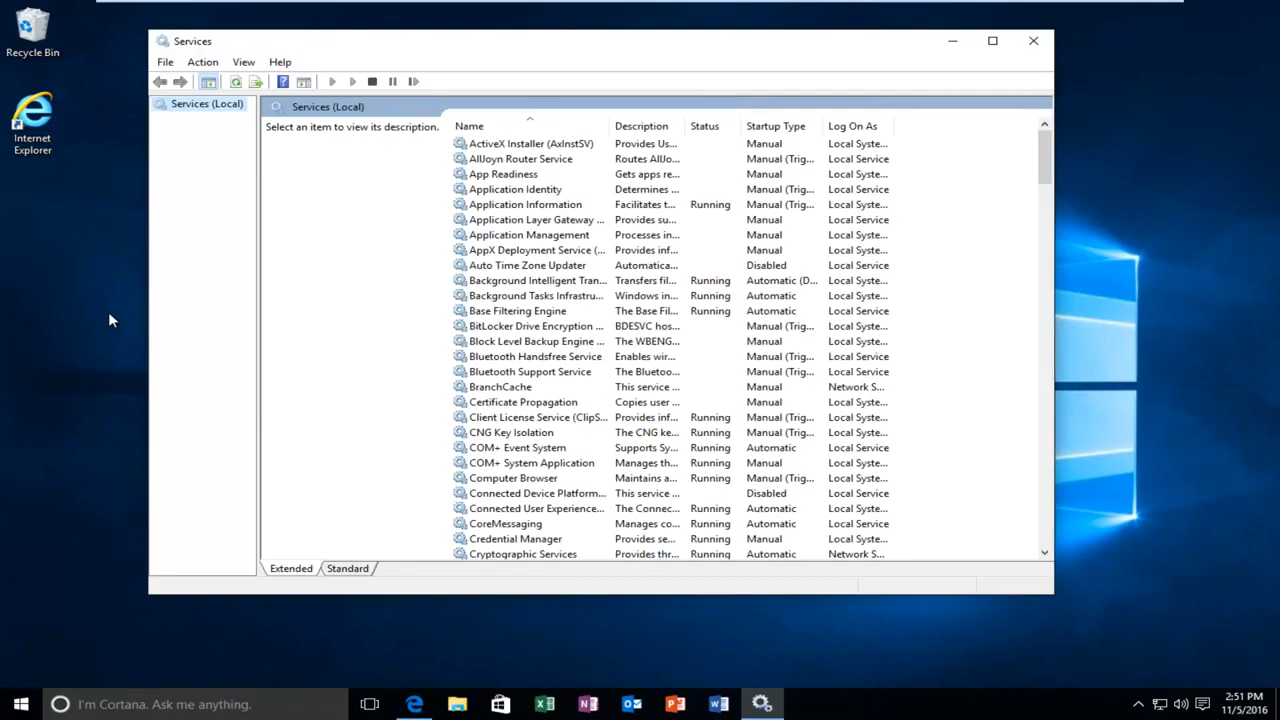 Recycle Bin
Internet
Explorer
Services
File Action View Help
Services (Local)
Services (Local)
Select an item to view its description.
Name Description Status Startup Type Log On As
ActiveX Installer (AxInstSV) Provides Us... Manual Local Syste...
AllJoyn Router Service Routes AllJo... Manual (Trig... Local Service
App Readiness Gets apps re... Manual Local Syste...
Application Identity Determines ... Manual (Trig... Local Service
Application Information Facilitates t... Running Manual (Trig... Local Syste...
Application Layer Gateway ... Provides su... Manual Local Service
Application Management Processes in... Manual Local Syste...
AppX Deployment Service (... Provides inf... Manual Local Syste...
Auto Time Zone Updater Automatica... Disabled Local Service
Background Intelligent Tran... Transfers fil... Running Automatic (D... Local Syste...
Background Tasks Infrastru... Windows in... Running Automatic Local Syste...
Base Filtering Engine The Base Fil... Running Automatic Local Service
BitLocker Drive Encryption ... BDESVC hos... Manual (Trig... Local Syste...
Block Level Backup Engine ... The WBENG... Manual Local Syste...
Bluetooth Handsfree Service Enables wir... Manual (Trig... Local Service
Bluetooth Support Service The Bluetoo... Manual (Trig... Local Service
BranchCache This service ... Manual Network S...
Certificate Propagation Copies user ... Manual Local Syste...
Client License Service (ClipS... Provides inf... Running Manual (Trig... Local Syste...
CNG Key Isolation The CNG ke... Running Manual (Trig... Local Syste...
COM+ Event System Supports Sy... Running Automatic Local Service
COM+ System Application Manages th... Running Manual Local Syste...
Computer Browser Maintains a... Running Manual (Trig... Local Syste...
Connected Device Platform... This service ... Disabled Local Service
Connected User Experience... The Connec... Running Automatic Local Syste...
CoreMessaging Manages co... Running Automatic Local Service
Credential Manager Provides se... Running Manual Local Syste...
Cryptographic Services Provides thr... Running Automatic Network S...
Extended Standard
I'm Cortana. Ask me anything.
2:51 PM
11/5/2016